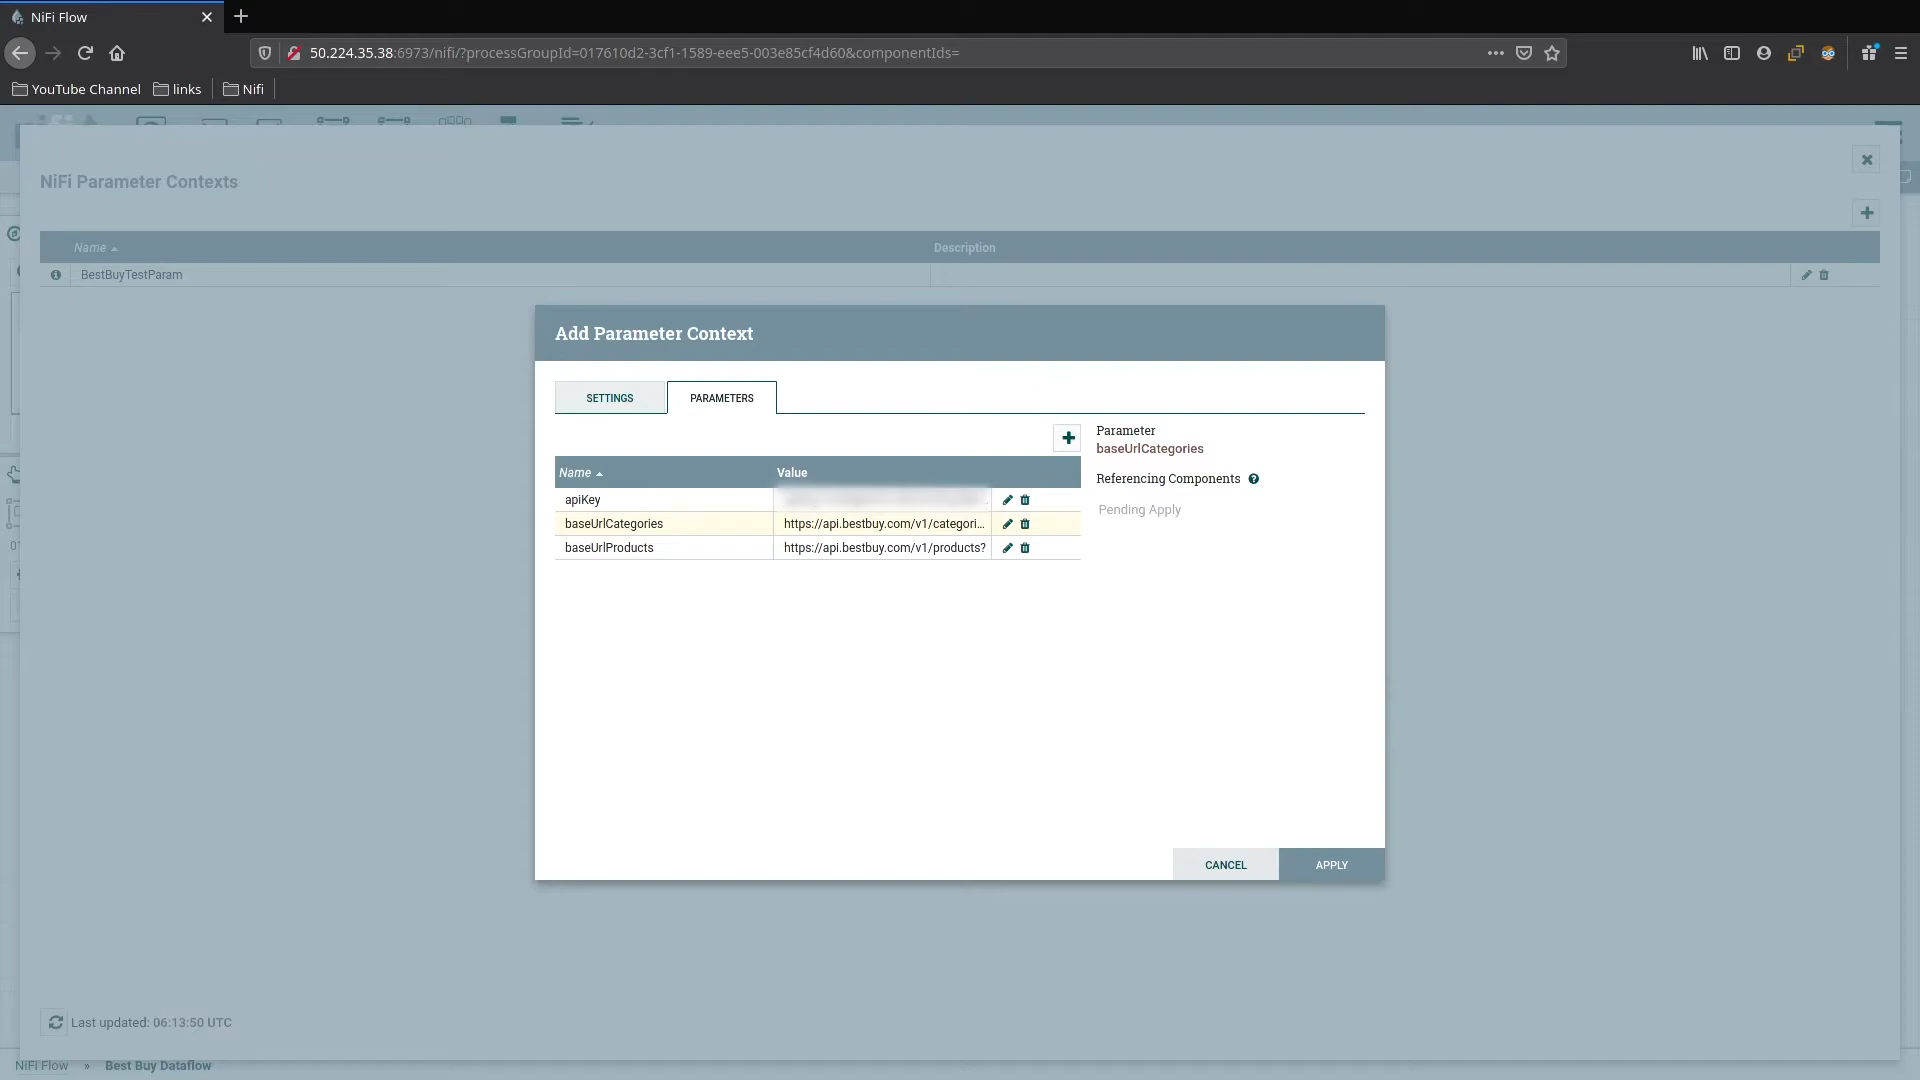 NiFi Flow
50.224.35.38:6973/nifi/?processGroupId=017610d2-3cf1-1589-eee5-003e85cf4d60&componentIds=
YouTube Channel links Nifi
NiFi Parameter Contexts
Name Description
BestBuyTestParam
Add Parameter Context
SETTINGS PARAMETERS
Parameter
baseUrlCategories
Name Value
Referencing Components
apiKey
Pending Apply
baseUrlCategories https://api.bestbuy.com/v1/categori...
baseUrlProducts https://api.bestbuy.com/v1/products?
CANCEL APPLY
Last updated: 06:13:50 UTC
NiFi Flow » Best Buy Dataflow